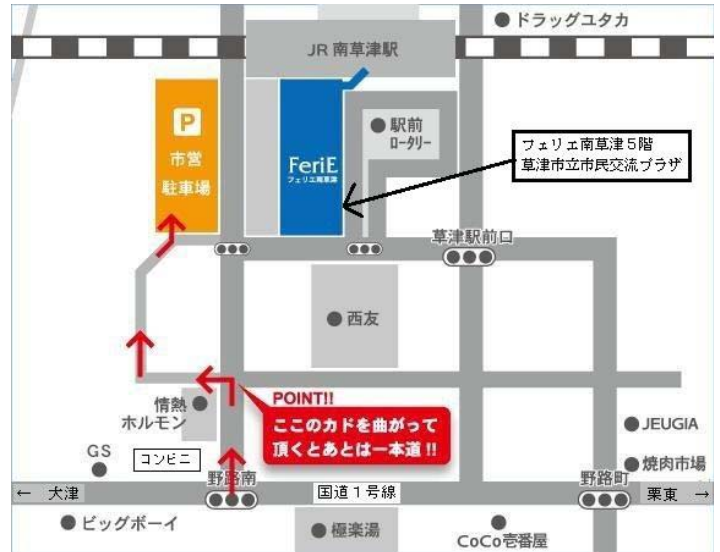 ドラッグユタカ
JR 南草津駅
P
市営
駐車場
FeriE
フェリエ南草津
駅前
ロータリー
フェリエ南草津5階
草津市立市民交流プラザ
草津駅前口
西友
情熱
ホルモン
POINT!!
ここのカドを曲がって
頂くとあとは一本道!!
JEUGIA
GS
コンビニ
焼肉市場
野路南
野路町
← 大津
国道1号線
栗東 →
ビッグボーイ
極楽湯
CoCo壱番屋